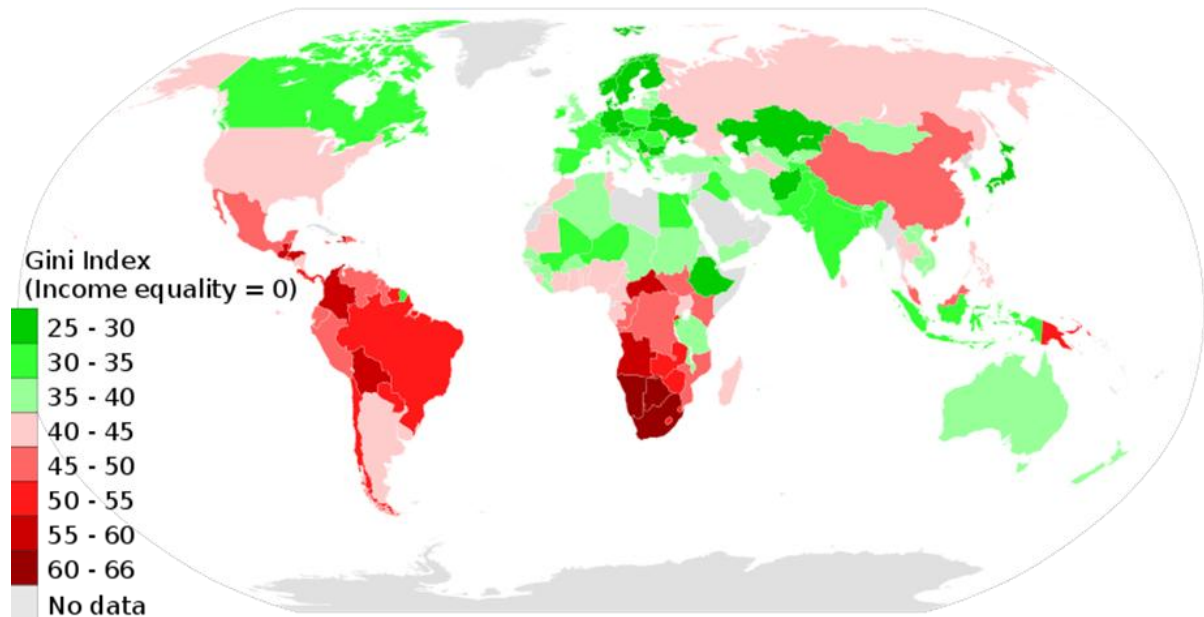 Gini Index
(Income equality = 0)
25 - 30
30 - 35
35 - 40
40 - 45
45 - 50
50 - 55
55 - 60
60 - 66
No data